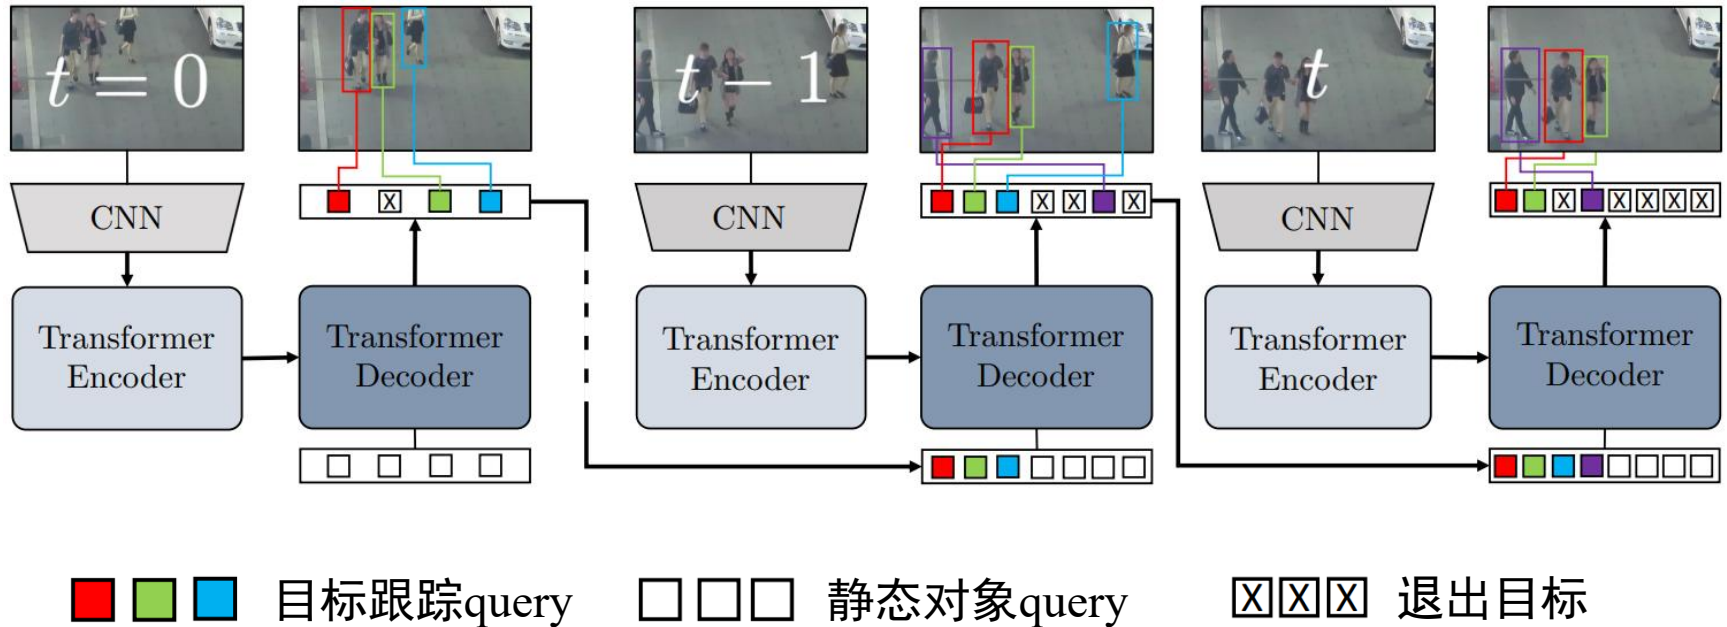 t = 0
t − 1
t
CNN
CNN
CNN
X
X X X
X X X X X
Transformer
Encoder
Transformer
Decoder
Transformer
Encoder
Transformer
Decoder
Transformer
Encoder
Transformer
Decoder
目标跟踪query
静态对象query
XXX 退出目标